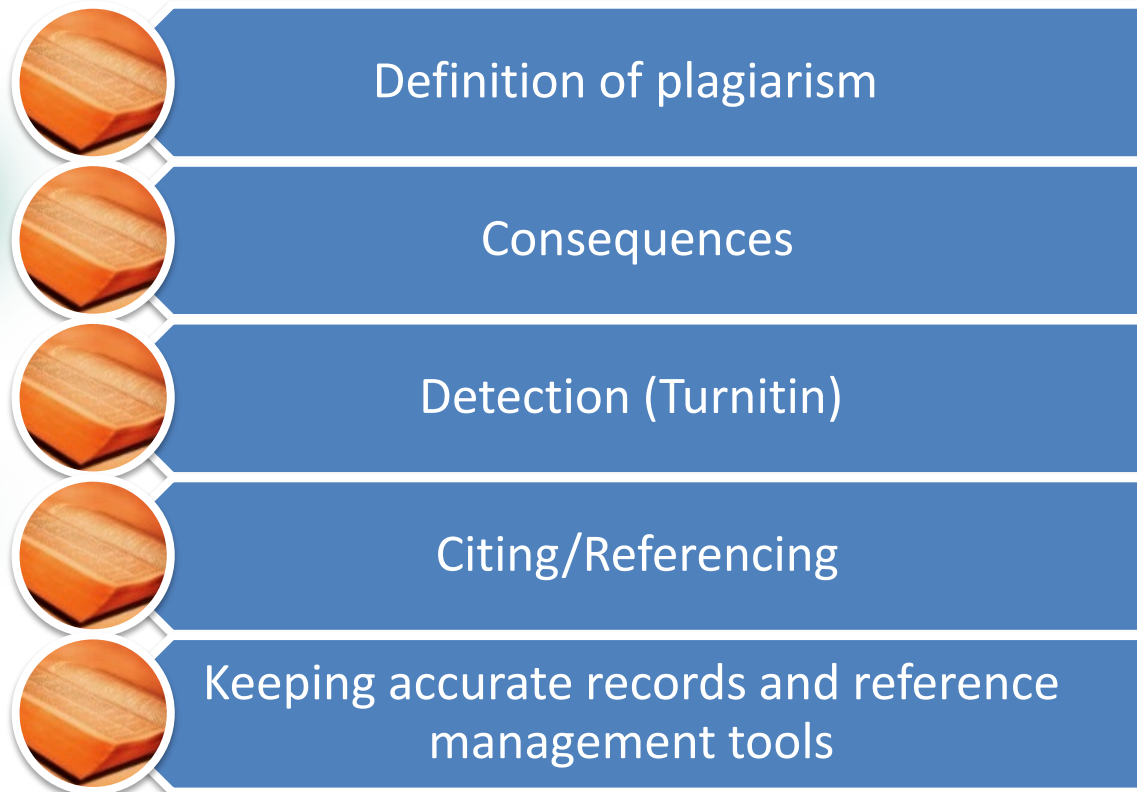 Definition of plagiarism
Consequences
Detection (Turnitin)
Citing/Referencing
Keeping accurate records and reference
management tools